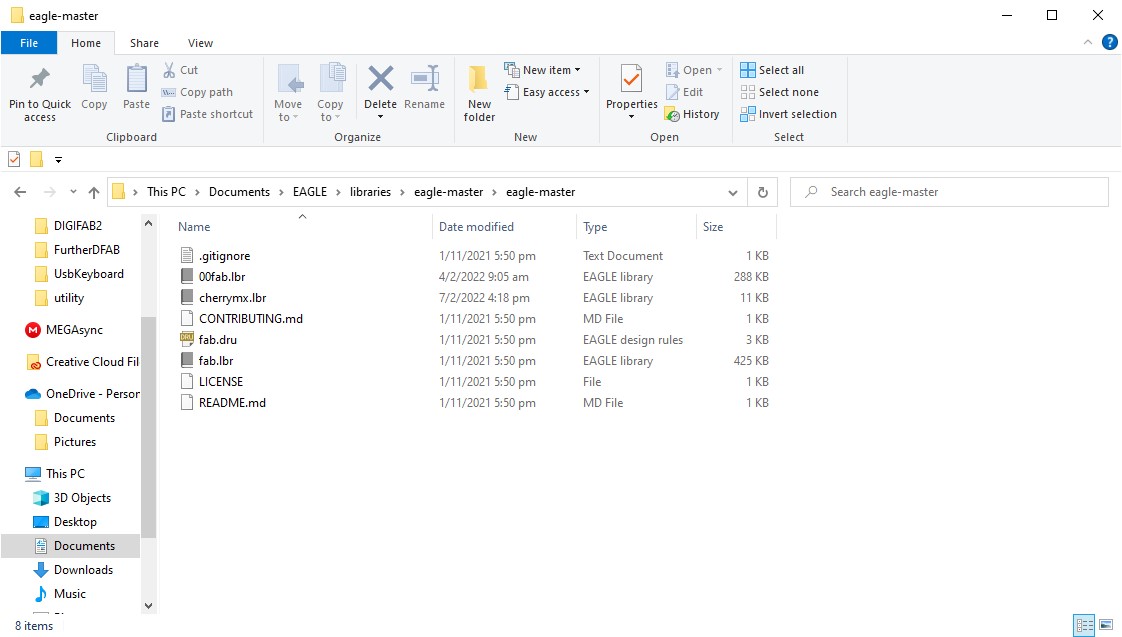 eagle-master
File Home Share View
Pin to Quick access
Copy
Paste
Cut
Copy path
Paste shortcut
Clipboard
Move to
Copy to
Delete
Rename
Organize
New folder
New item
Easy access
New
Properties
Open
Edit
History
Open
Select all
Select none
Invert selection
Select
This PC > Documents > EAGLE > libraries > eagle-master > eagle-master
Search eagle-master
DIGIFAB2
FurtherDFAB
UsbKeyboard
utility
MEGAsync
Creative Cloud Fil
OneDrive - Person
Documents
Pictures
This PC
3D Objects
Desktop
Documents
Downloads
Music
Name Date modified Type Size
.gitignore 1/11/2021 5:50 pm Text Document 1 KB
00fab.lbr 4/2/2022 9:05 am EAGLE library 288 KB
cherrymx.lbr 7/2/2022 4:18 pm EAGLE library 11 KB
CONTRIBUTING.md 1/11/2021 5:50 pm MD File 1 KB
fab.dru 1/11/2021 5:50 pm EAGLE design rules 3 KB
fab.lbr 1/11/2021 5:50 pm EAGLE library 425 KB
LICENSE 1/11/2021 5:50 pm File 1 KB
README.md 1/11/2021 5:50 pm MD File 1 KB
8 items